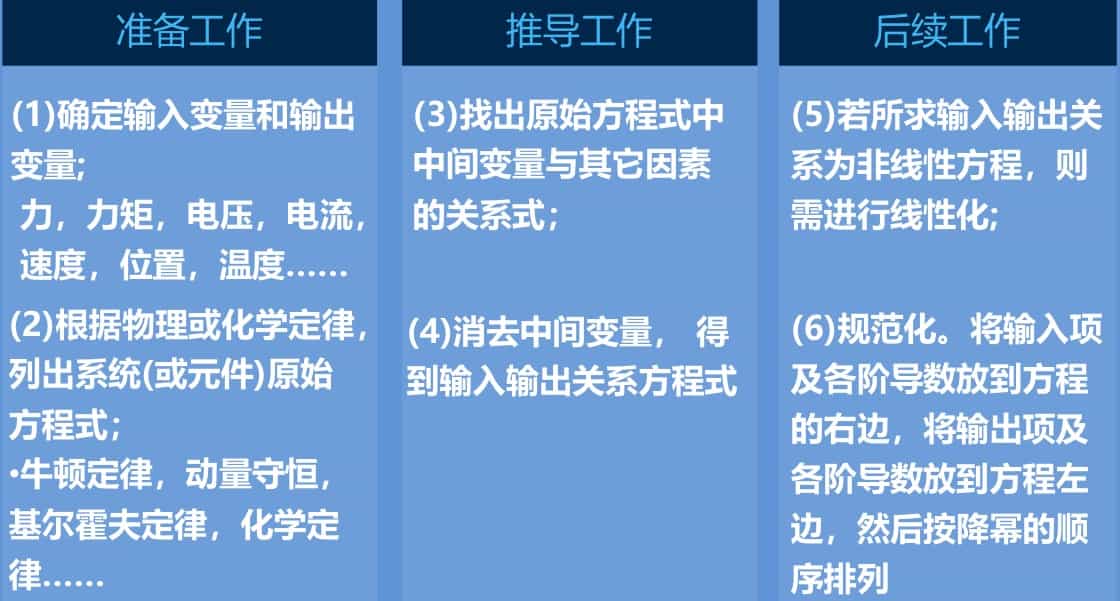 准备工作
(1)确定输入变量和输出
变量;
力，力矩，电压，电流，
速度，位置，温度......
(2)根据物理或化学定律，
列出系统(或元件)原始
方程式；
•牛顿定律，动量守恒，
基尔霍夫定律，化学定
律......
推导工作
(3)找出原始方程式中
中间变量与其它因素
的关系式；
(4)消去中间变量， 得
到输入输出关系方程式
后续工作
(5)若所求输入输出关
系为非线性方程，则
需进行线性化;
(6)规范化。将输入项
及各阶导数放到方程
的右边，将输出项及
各阶导数放到方程左
边，然后按降幂的顺
序排列